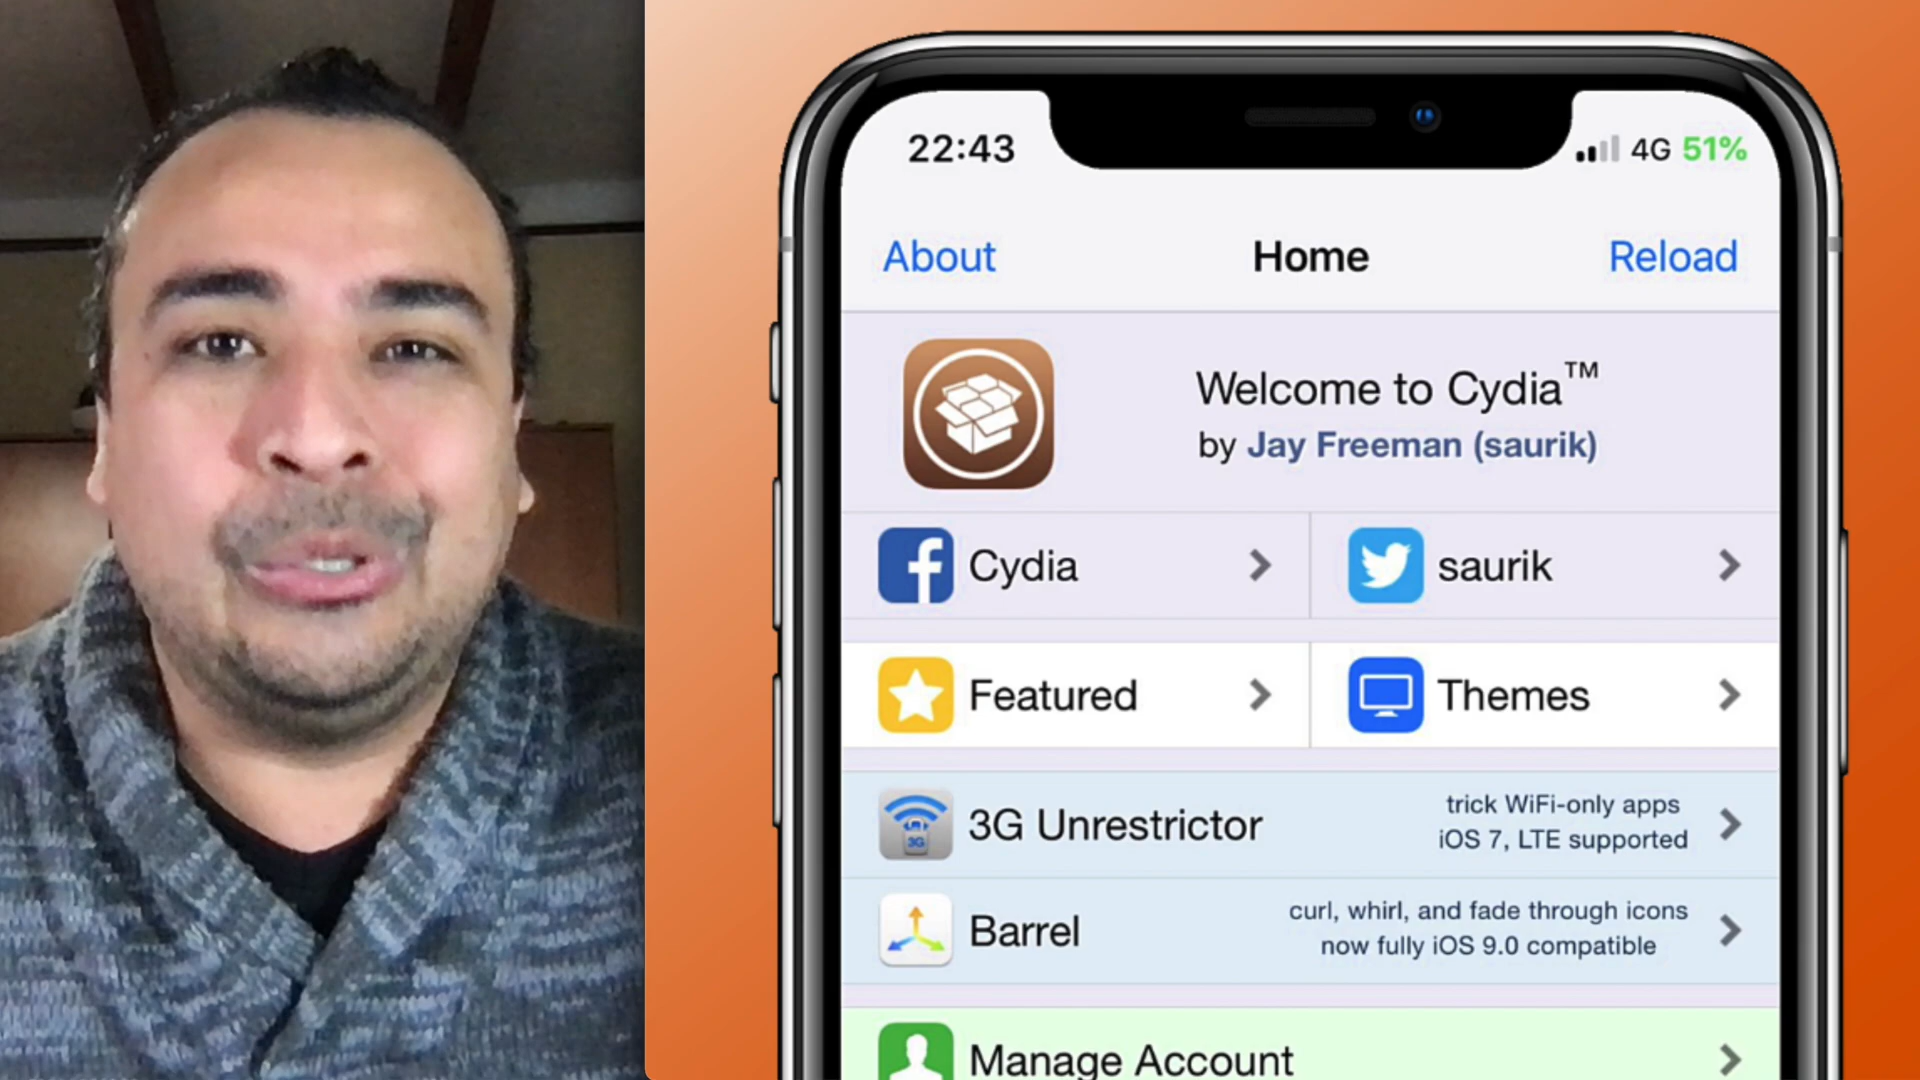 22:43
4G 51%
About
Home
Reload
Welcome to Cydia™
by Jay Freeman (saurik)
Cydia
saurik
Featured
Themes
3G Unrestrictor
trick WiFi-only apps
iOS 7, LTE supported
3G
Barrel
curl, whirl, and fade through icons
now fully iOS 9.0 compatible
Manage Account